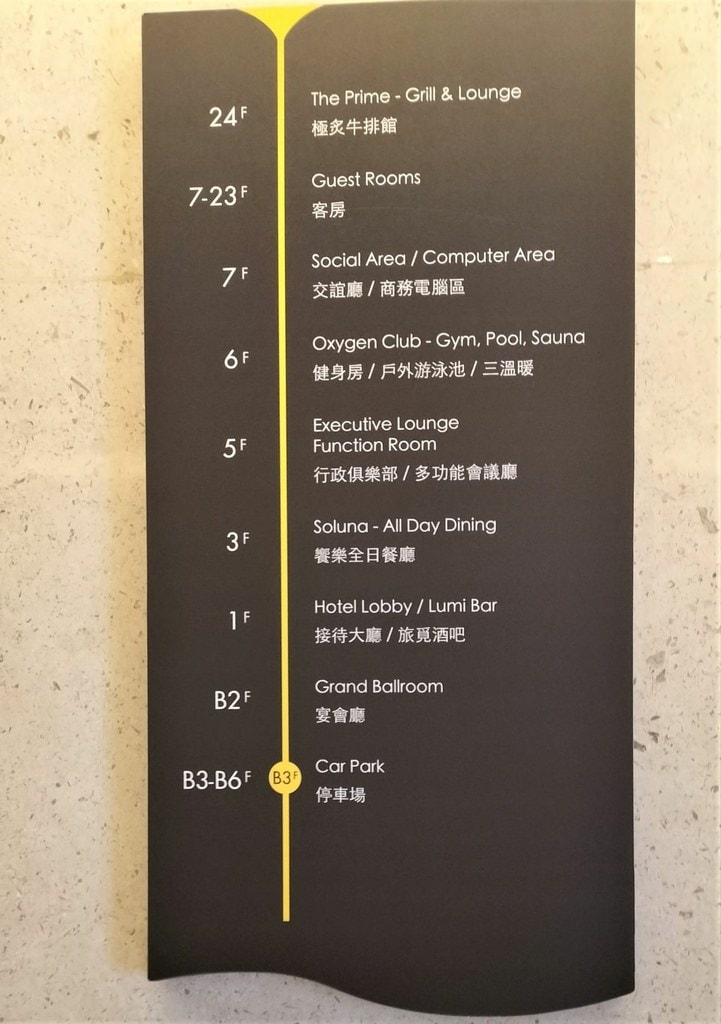 24F
The Prime - Grill & Lounge
極炙牛排館
7-23F
Guest Rooms
客房
7F
Social Area / Computer Area
交誼廳 / 商務電腦區
6F
Oxygen Club - Gym, Pool, Sauna
健身房 / 戶外游泳池 / 三溫暖
5F
Executive Lounge
Function Room
行政俱樂部 / 多功能會議廳
3F
Soluna - All Day Dining
饗樂全日餐廳
1F
Hotel Lobby / Lumi Bar
接待大廳 / 旅覓酒吧
B2F
Grand Ballroom
宴會廳
B3-B6F
B3F
Car Park
停車場